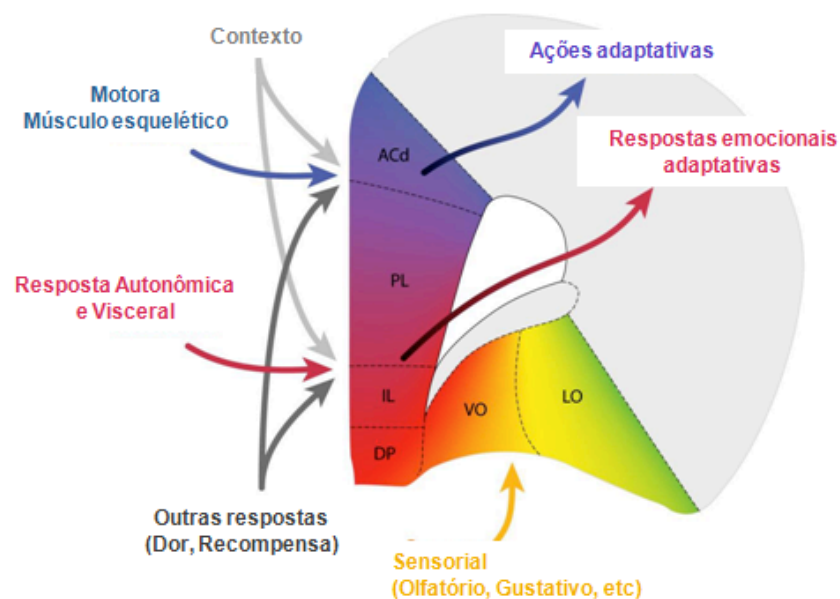 Contexto
Ações adaptativas
Motora
Músculo esquelético
Respostas emocionais
adaptativas
ACd
PL
Resposta Autonômica
e Visceral
IL
VO
LO
DP
Outras respostas
(Dor, Recompensa)
Sensorial
(Olfatório, Gustativo, etc)